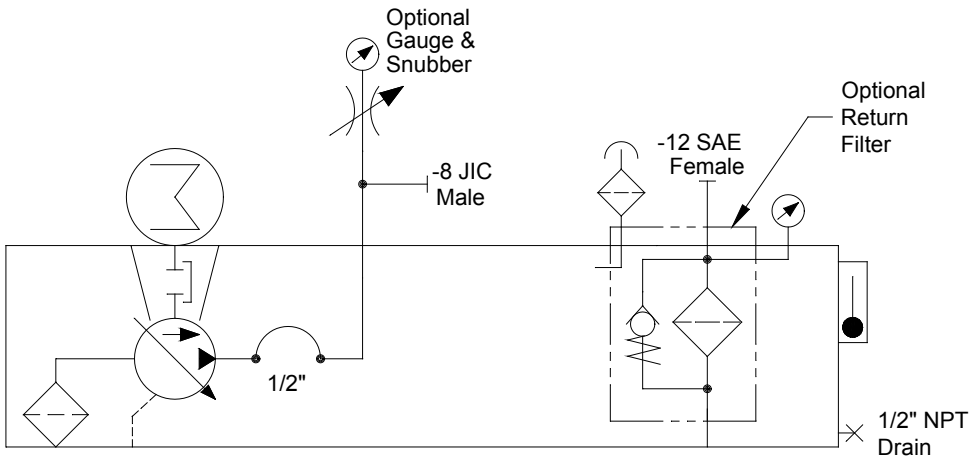 Optional
Gauge &
Snubber
Optional
Return
Filter
-12 SAE
Female
-8 JIC
Male
1/2"
1/2" NPT
Drain